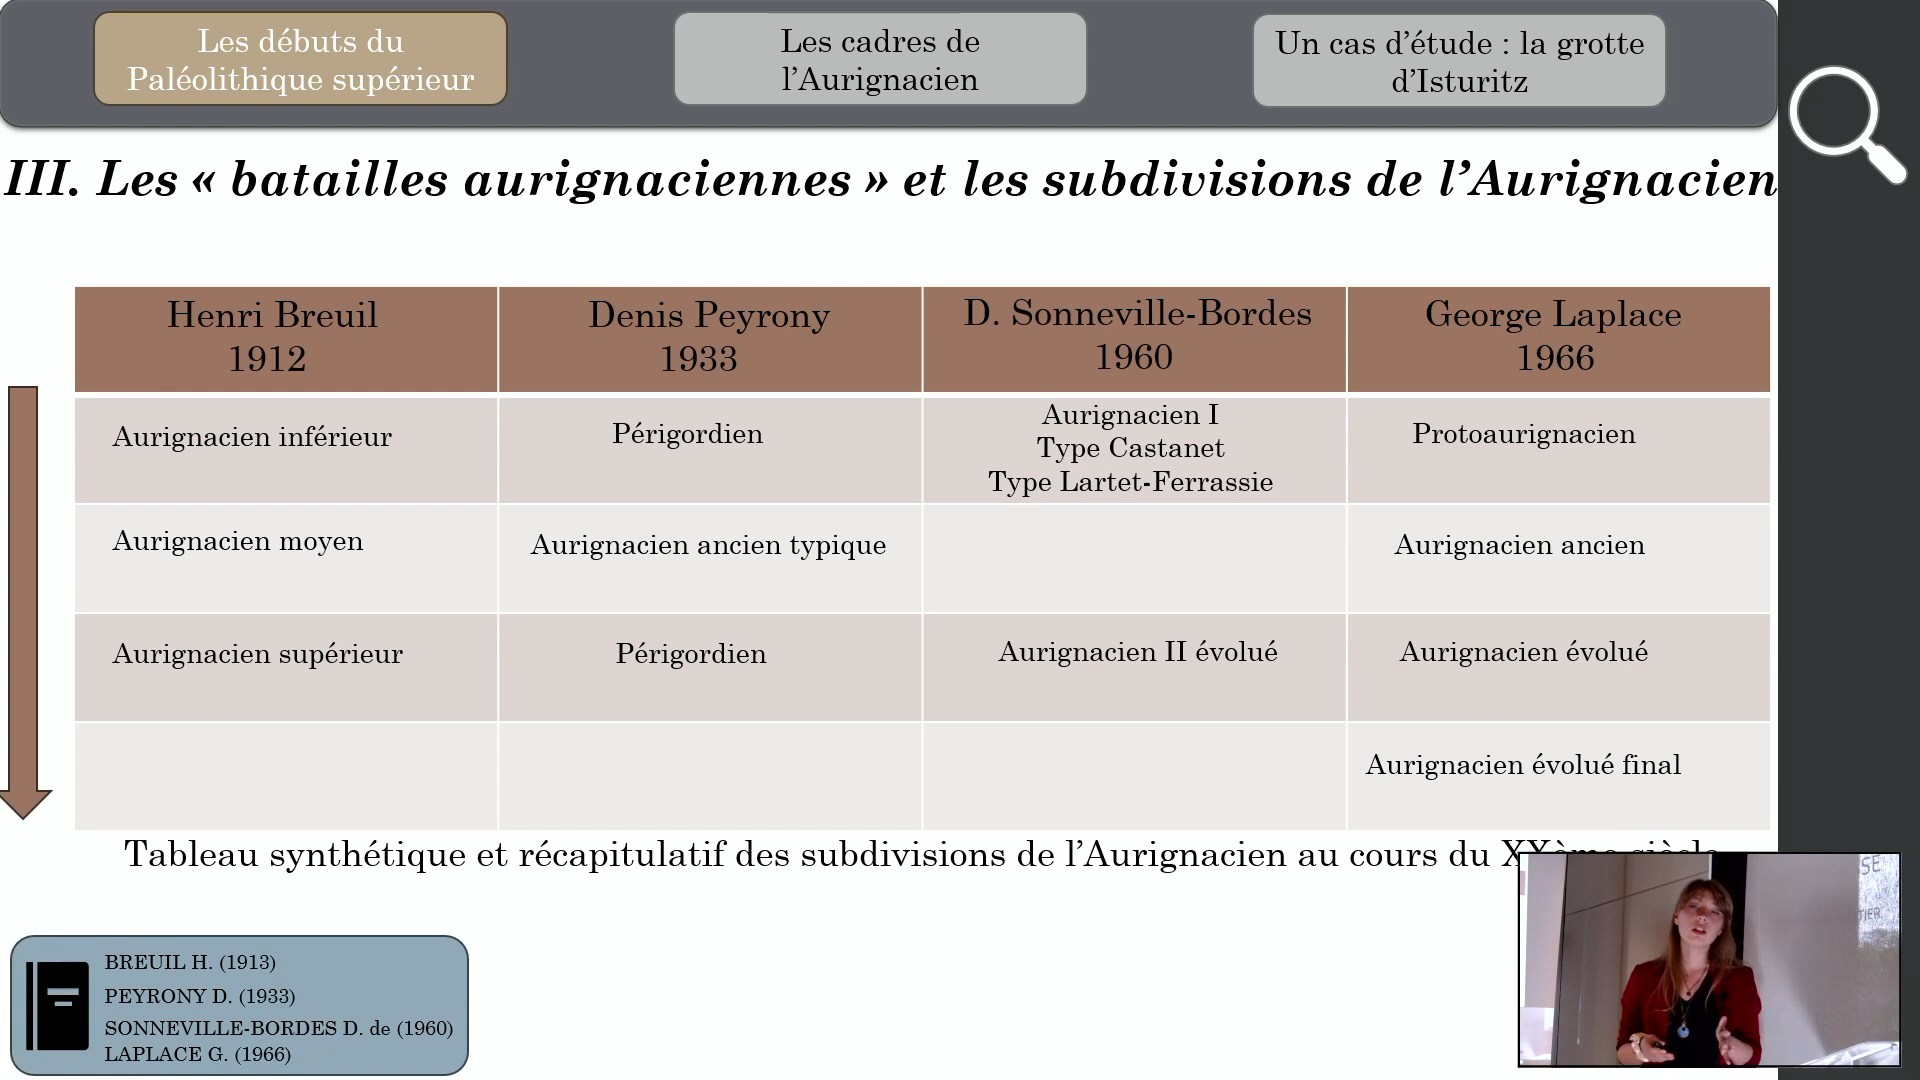 Les débuts du
Paléolithique supérieur
Les cadres de
l’Aurignacien
Un cas d’étude : la grotte
d’Isturitz
III. Les « batailles aurignaciennes » et les subdivisions de l’Aurignacien
Henri Breuil
1912
Denis Peyrony
1933
D. Sonneville-Bordes
1960
George Laplace
1966
Aurignacien inférieur
Périgordien
Aurignacien I
Type Castanet
Type Lartet-Ferrassie
Protoaurignacien
Aurignacien moyen
Aurignacien ancien typique
Aurignacien ancien
Aurignacien supérieur
Périgordien
Aurignacien II évolué
Aurignacien évolué
Aurignacien évolué final
Tableau synthétique et récapitulatif des subdivisions de l’Aurignacien au cours du XXème siècle
BREUIL H. (1913)
PEYRONY D. (1933)
SONNEVILLE-BORDES D. de (1960)
LAPLACE G. (1966)
SE
TIER